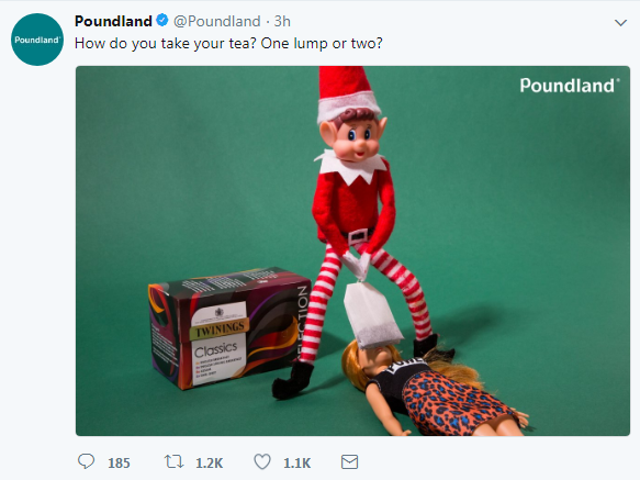 Poundland @Poundland · 3h
Poundland
How do you take your tea? One lump or two?
Poundland
TWININGS
Classics
SELECTION
185 1.2K 1.1K